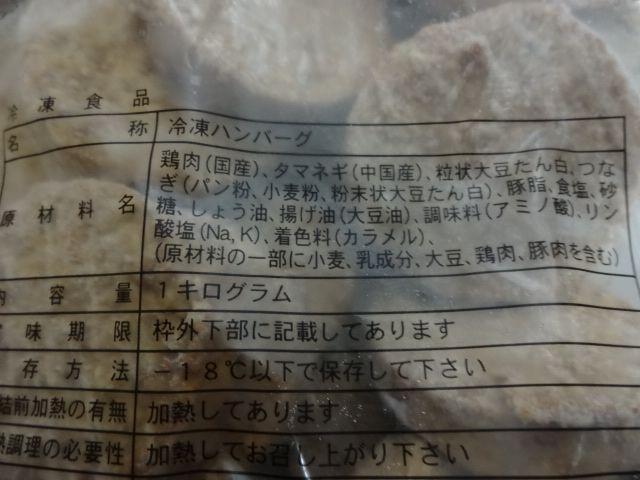 冷凍食品
名称 冷凍ハンバーグ
原材料名 鶏肉(国産)、タマネギ(中国産)、粒状大豆たん白、つな
ぎ(パン粉、小麦粉、粉末状大豆たん白)、豚脂、食塩、砂
糖、しょう油、揚げ油(大豆油)、調味料(アミノ酸)、リン
酸塩(Na,K)、着色料(カラメル)、
(原材料の一部に小麦、乳成分、大豆、鶏肉、豚肉を含む)
内容量 1キログラム
味期限 枠外下部に記載してあります
存方法 -18℃以下で保存して下さい
結前加熱の有無 加熱してあります
熱調理の必要性 加熱してお召し上がり下さい